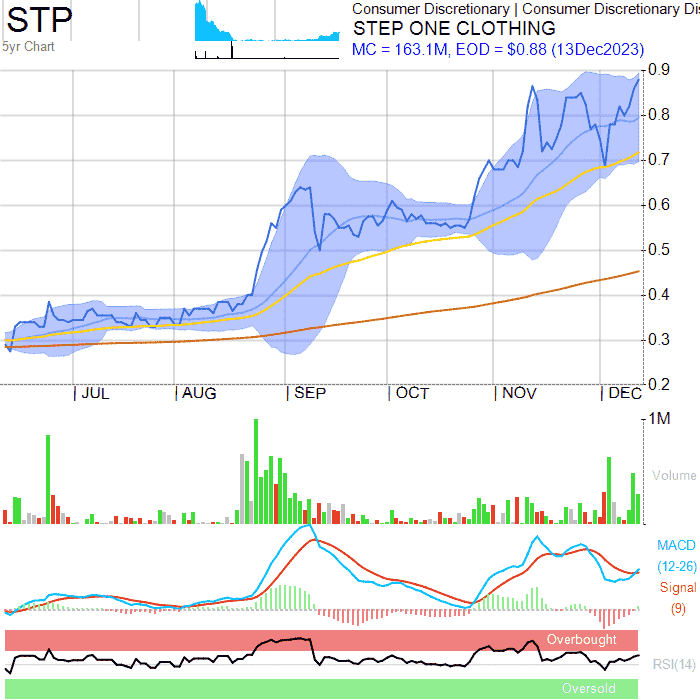 STP
5yr Chart
Consumer Discretionary | Consumer Discretionary Dis
STEP ONE CLOTHING
MC = 163.1M, EOD = $0.88 (13Dec2023)
0.9
0.8
0.7
0.6
0.5
0.4
0.3
0.2
| JUL | AUG | SEP | OCT | NOV | DEC
1M
Volume
MACD
(12-26)
Signal
(9)
Overbought
RSI(14)
Oversold